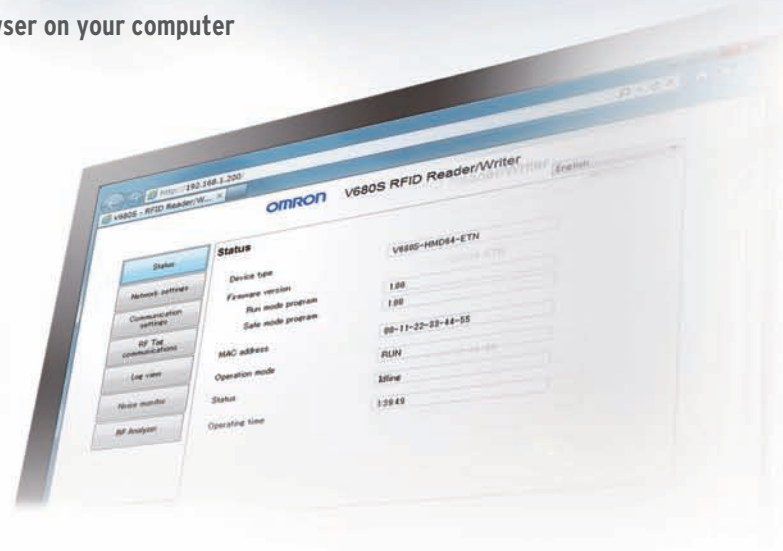 ser on your computer
http://192.168.1.200/
V680S - RFID Reader/W...
OMRON V680S RFID Reader/Writer
English
Status
Status
Device type V680S-HMD64-ETN
Firmware version
Run mode program 1.00
Safe mode program 1.00
MAC address 00-11-22-33-44-55
Operation mode RUN
Status Idling
Operating time
Network settings
Communication settings
RF Tag communications
Log view
Noise monitor
RF Analyzer